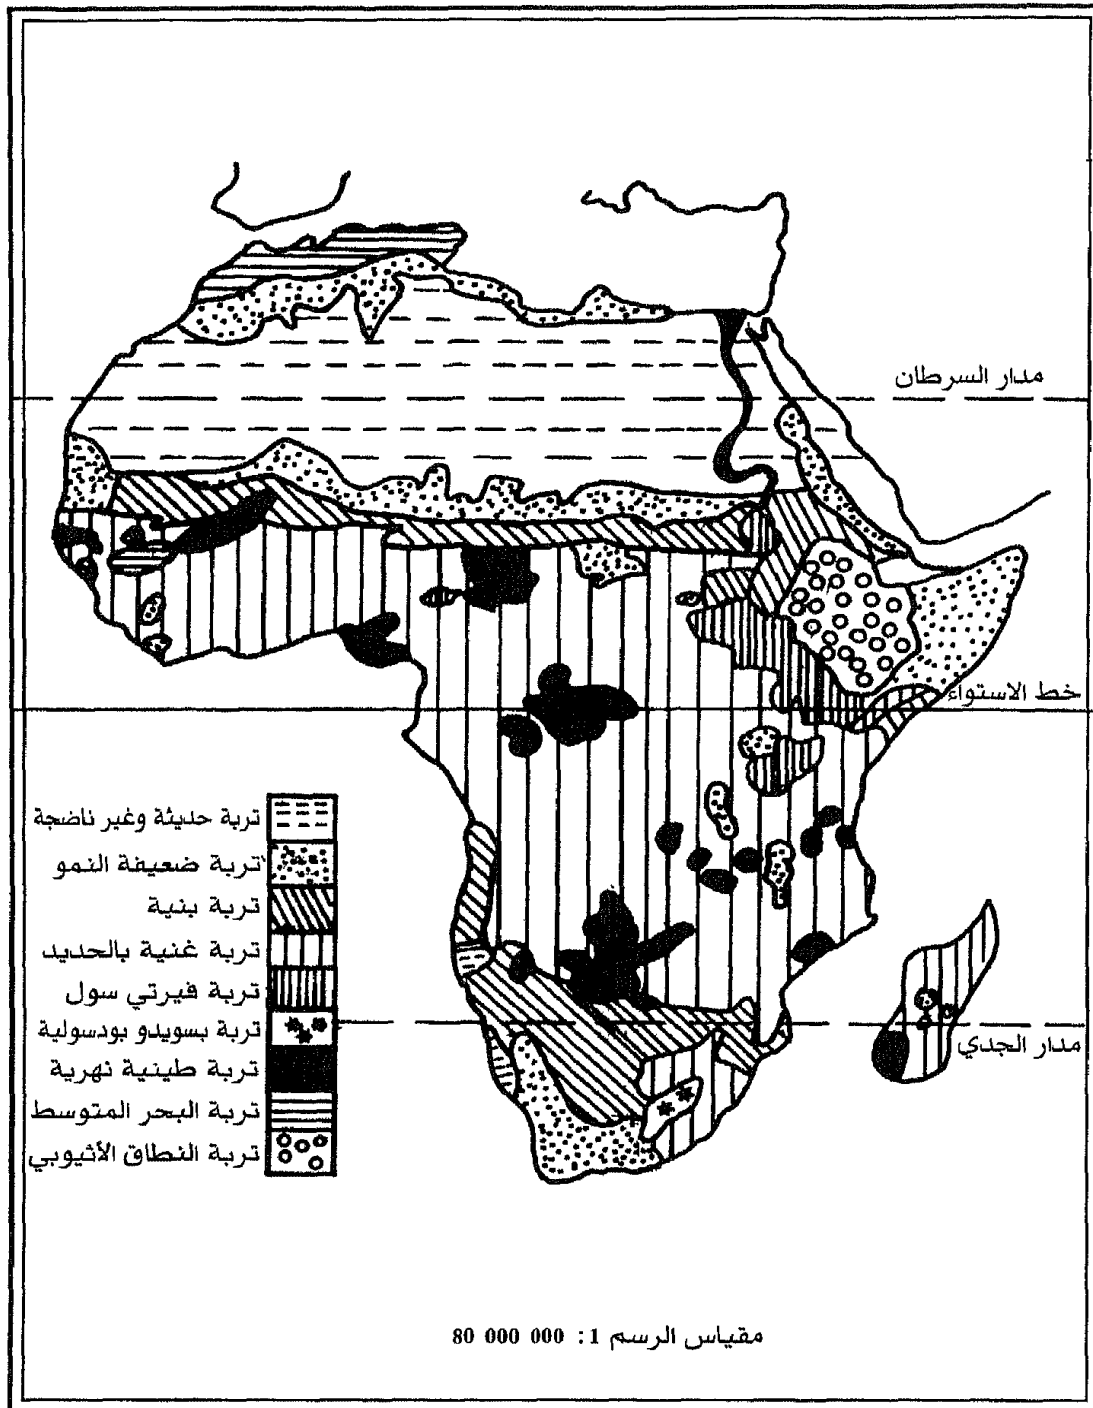 مدار السرطان
خط الاستواء
تربة حديثة وغير ناضجة
تربة ضعيفة النمو
تربة بنية
تربة غنية بالحديد
تربة فيرتي سول
تربة بسويدو بودسولية
مدار الجدي
تربة طينية نهرية
تربة البحر المتوسط
تربة النطاق الأثيوبي
مقياس الرسم 1: 000 000 80